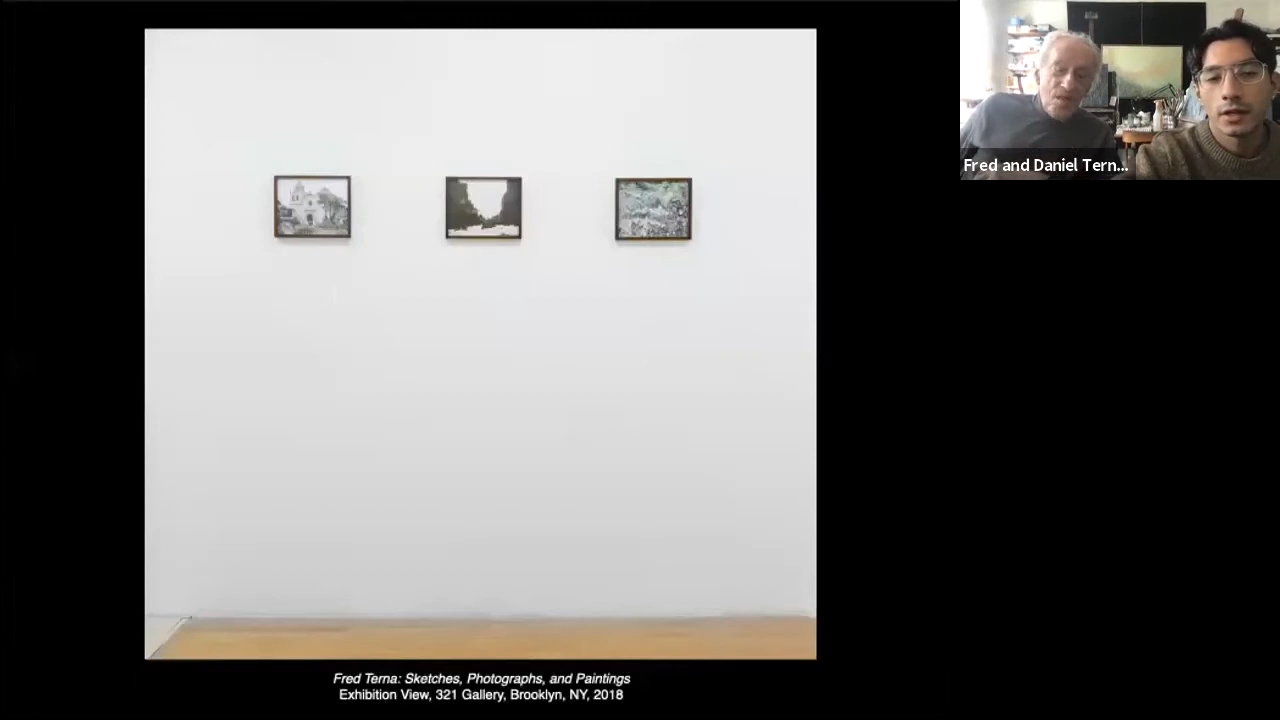 Fred and Daniel Tern...
Fred Terna: Sketches, Photographs, and Paintings
Exhibition View, 321 Gallery, Brooklyn, NY, 2018